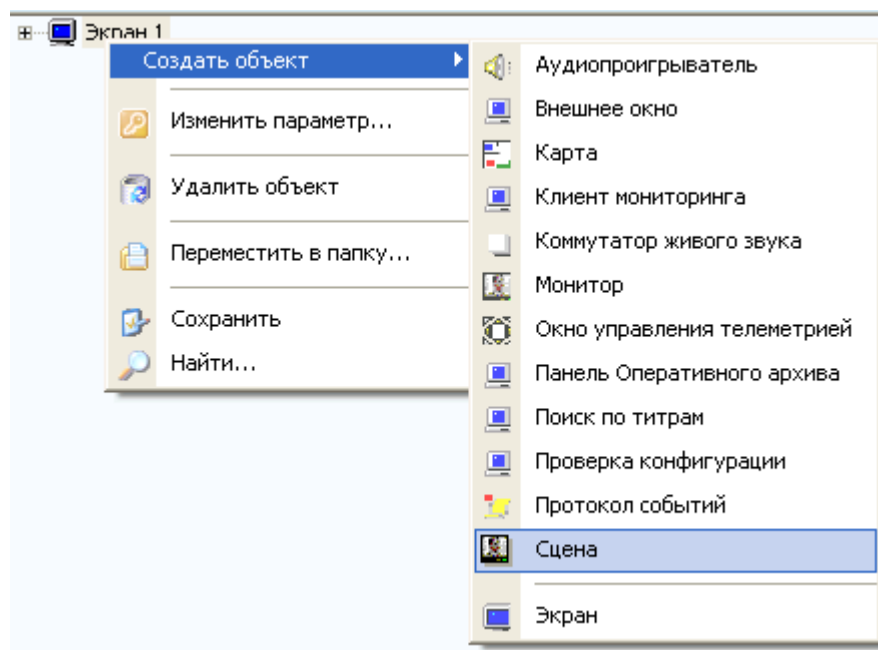 Экран 1
Создать объект
Изменить параметр...
Удалить объект
Переместить в папку...
Сохранить
Найти...
Аудиопроигрыватель
Внешнее окно
Карта
Клиент мониторинга
Коммутатор живого звука
Монитор
Окно управления телеметрией
Панель Оперативного архива
Поиск по титрам
Проверка конфигурации
Протокол событий
Сцена
Экран